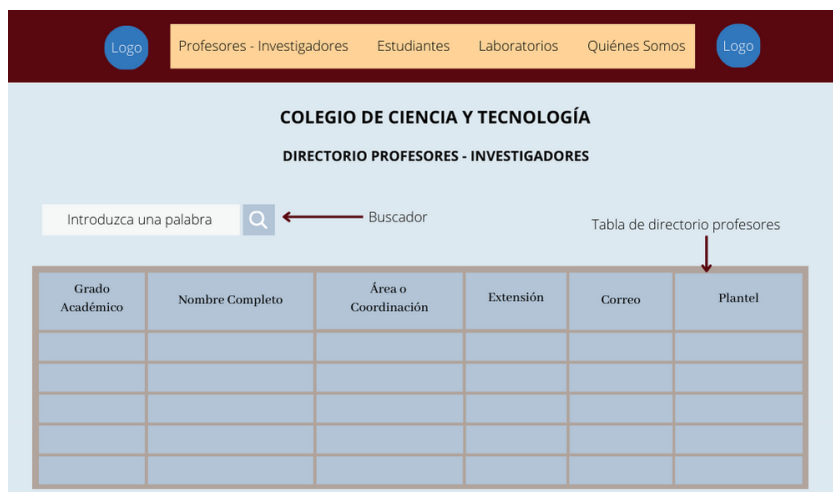 Logo
Profesores - Investigadores
Estudiantes
Laboratorios
Quiénes Somos
Logo
COLEGIO DE CIENCIA Y TECNOLOGÍA
DIRECTORIO PROFESORES - INVESTIGADORES
Introduzca una palabra
Buscador
Tabla de directorio profesores
Grado
Académico
Nombre Completo
Área o
Coordinación
Extensión
Correo
Plantel